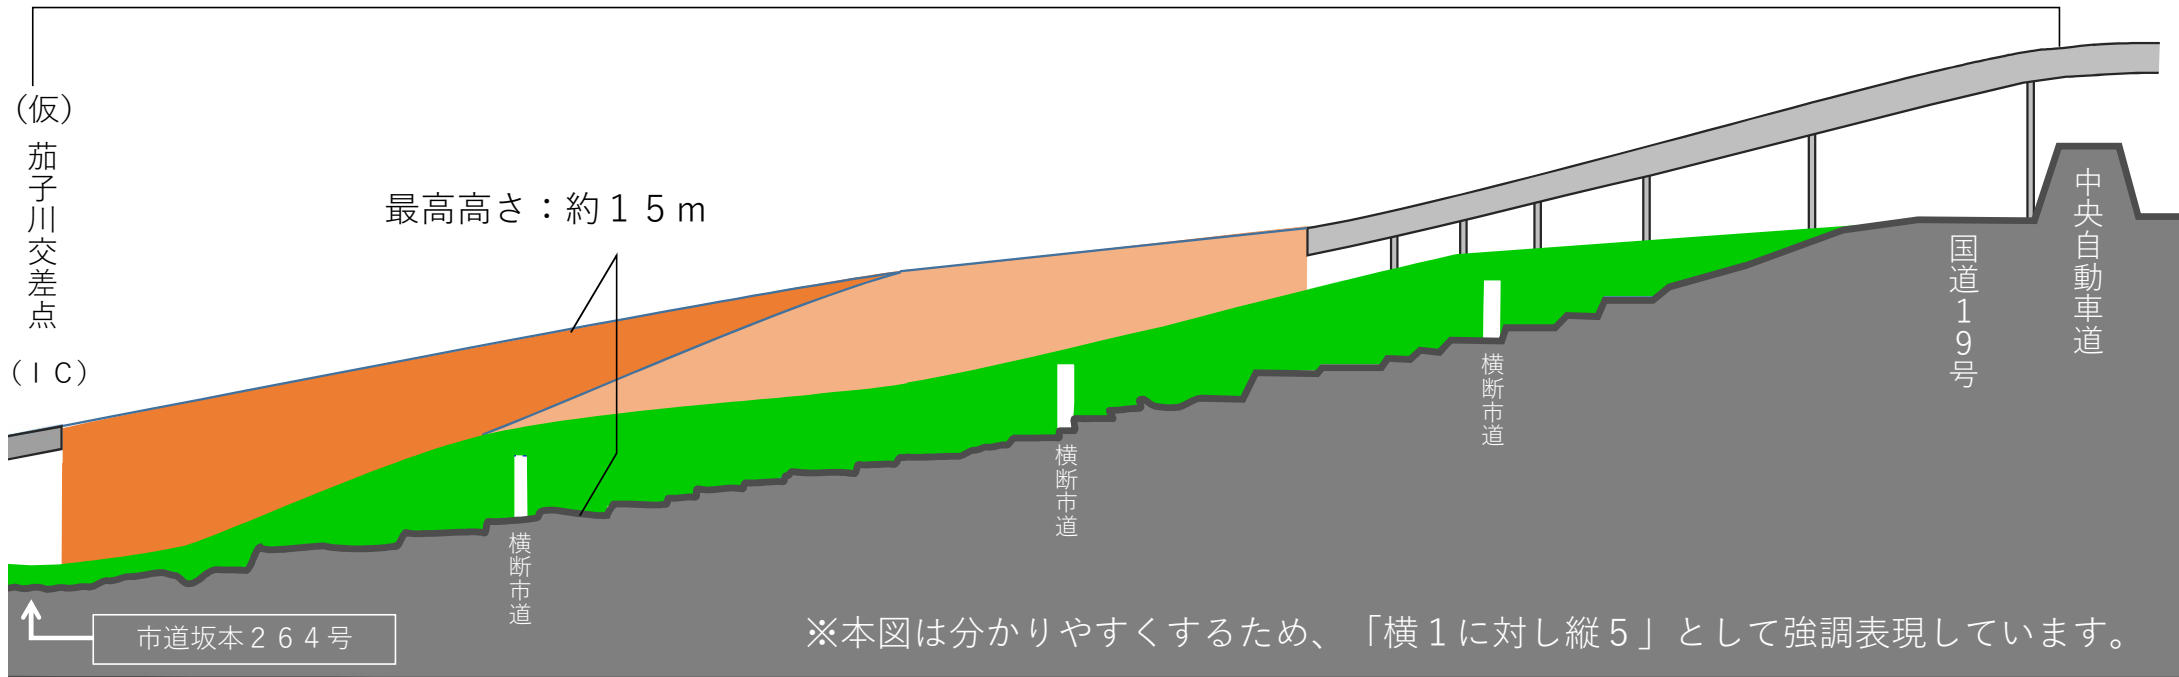 （仮）
茄子川交差点
（ＩＣ）
最高高さ：約１５ｍ
横断市道
横断市道
横断市道
国道１９号
中央自動車道
市道坂本２６４号
※本図は分かりやすくするため、「横１に対し縦５」として強調表現しています。